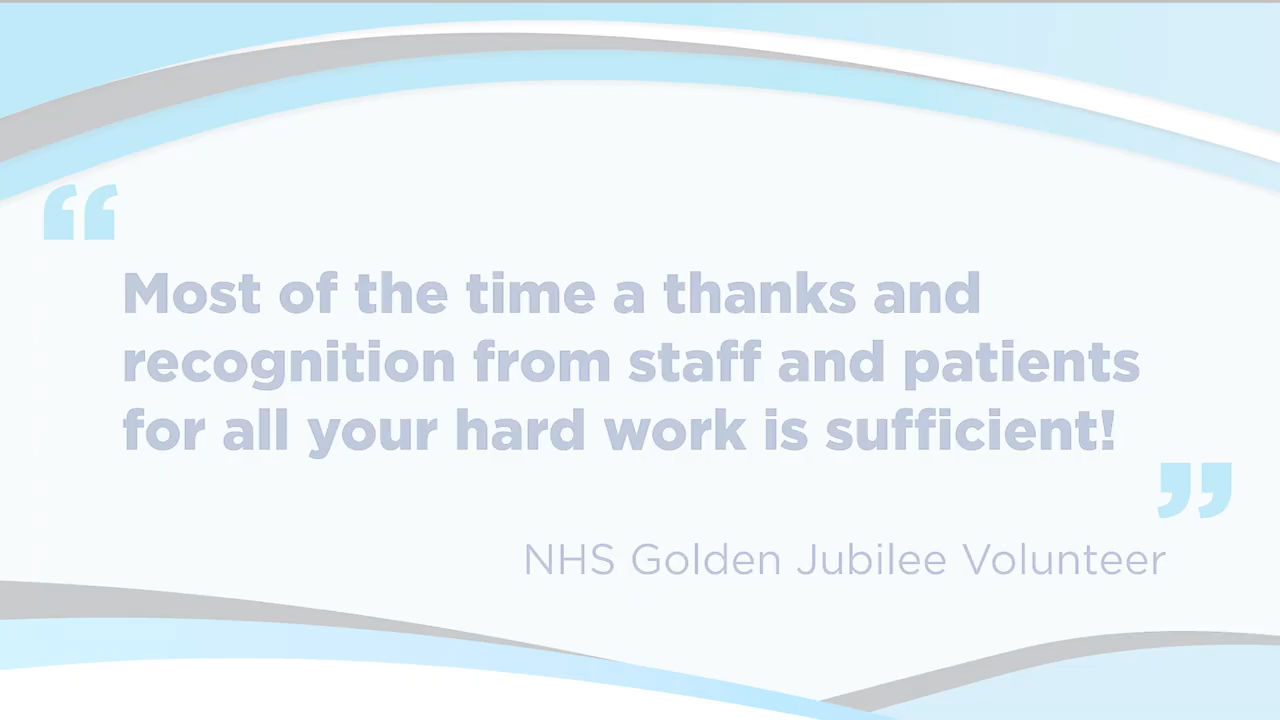 “
Most of the time a thanks and
recognition from staff and patients
for all your hard work is sufficient!
”
NHS Golden Jubilee Volunteer